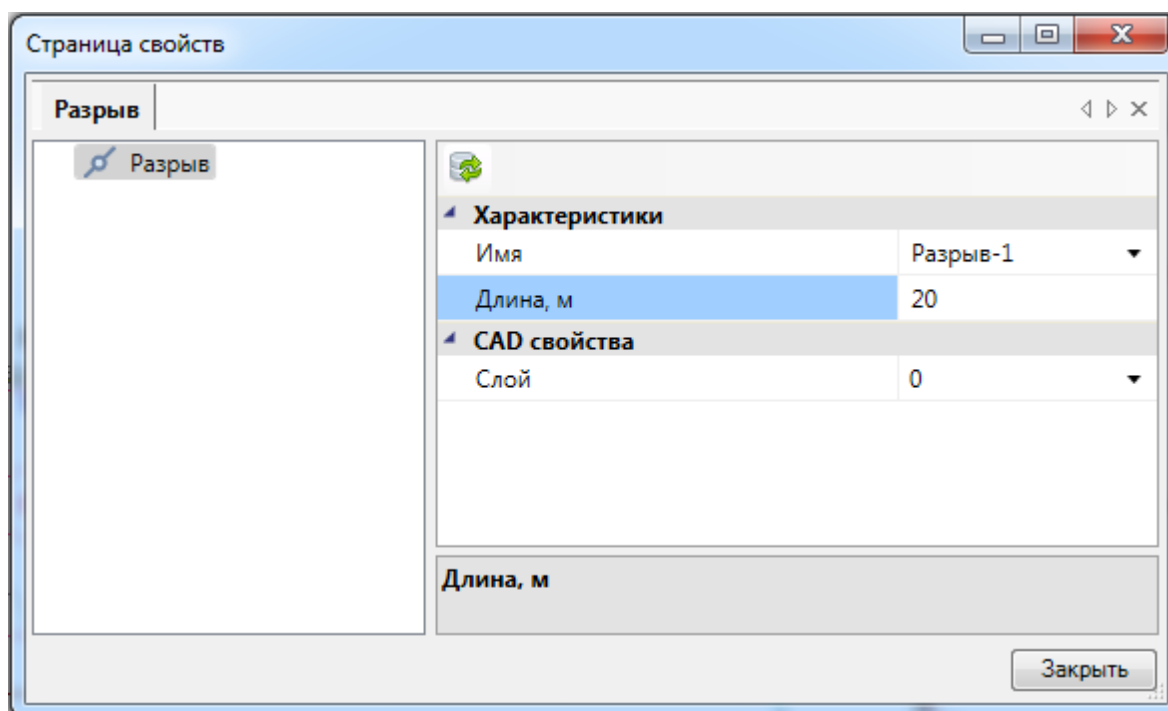 Страница свойств
Разрыв
Разрыв
Характеристики
Имя Разрыв-1
Длина, м 20
CAD свойства
Слой 0
Длина, м
Закрыть